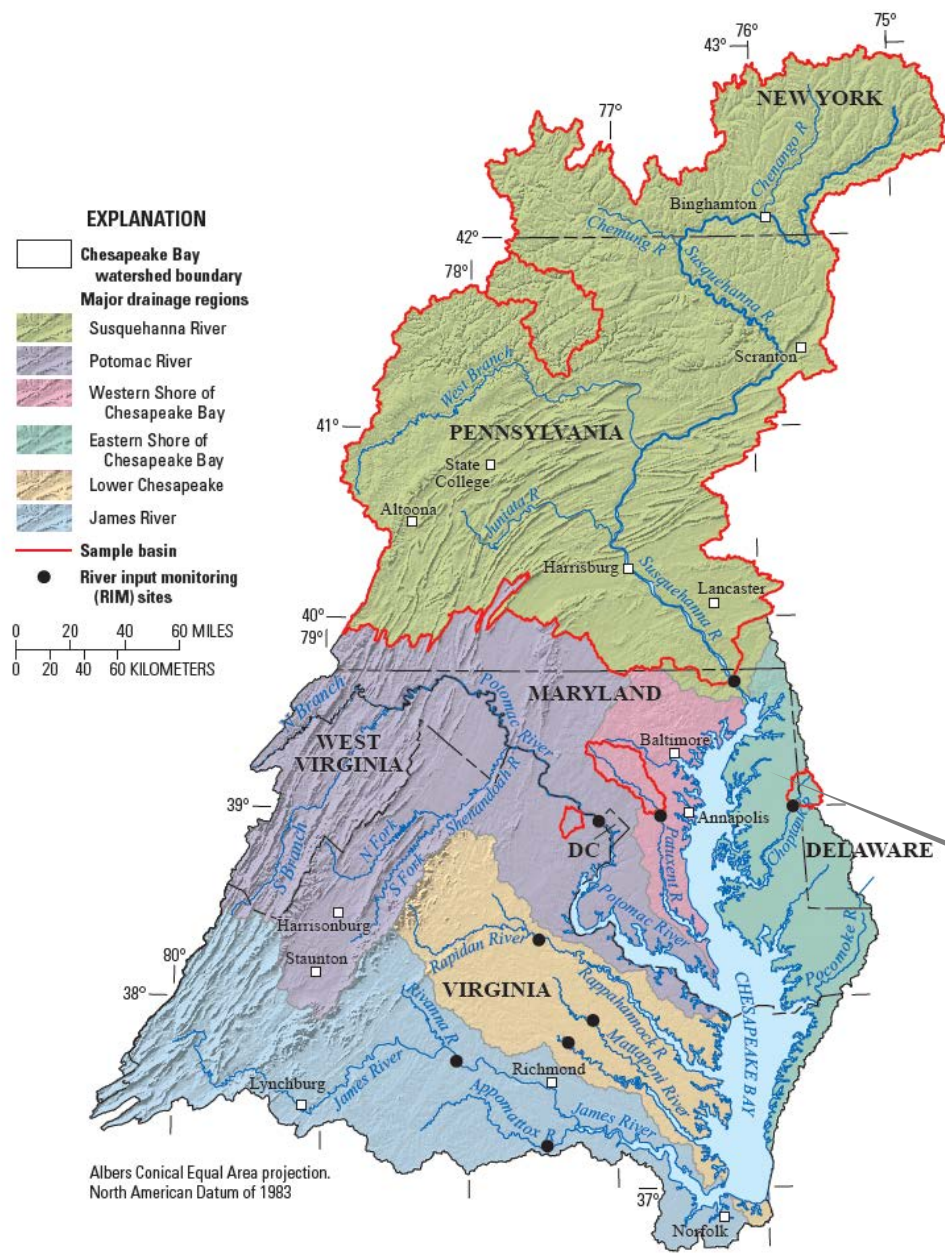 75°
76°
43°
NEW YORK
77°
Chenango R
Binghamton
EXPLANATION
Chesapeake Bay
watershed boundary
Major drainage regions
Susquehanna River
Potomac River
Western Shore of
Chesapeake Bay
Eastern Shore of
Chesapeake Bay
Lower Chesapeake
James River
Sample basin
River input monitoring
(RIM) sites
0 20 40 60 MILES
0 20 40 60 KILOMETERS
Chemung R
42°
78°
Susquehanna R
Scranton
West Branch
41°
PENNSYLVANIA
State
College
Altoona
Juniata R
Harrisburg
Susquehanna R
Lancaster
40°
79°
MARYLAND
N Branch
Potomac River
WEST
VIRGINIA
Baltimore
39°
Shenandoah R
Annapolis
Choptank R
N Fork
S Fork
S Branch
DC
Patuxent R
DELAWARE
Harrisonburg
Potomac River
Staunton
80°
38°
Rapidan River
Pocomoke R
VIRGINIA
Rappahannock R
Rivanna R
Mattaponi River
CHESAPEAKE BAY
Richmond
Lynchburg
James River
Appomattox R
James River
Albers Conical Equal Area projection.
North American Datum of 1983
37°
Norfolk